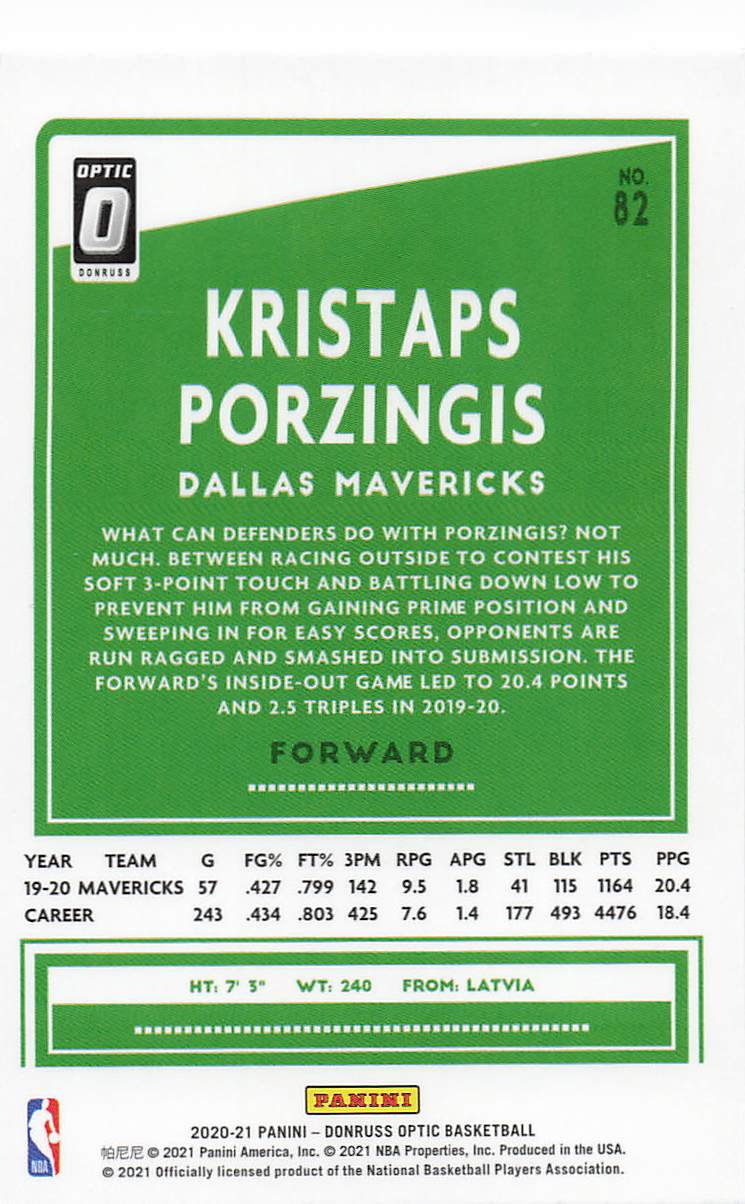 OPTIC
O
DONRUSS
NO.
82
KRISTAPS
PORZINGIS
DALLAS MAVERICKS
WHAT CAN DEFENDERS DO WITH PORZINGIS? NOT
MUCH. BETWEEN RACING OUTSIDE TO CONTEST HIS
SOFT 3-POINT TOUCH AND BATTLING DOWN LOW TO
PREVENT HIM FROM GAINING PRIME POSITION AND
SWEEPING IN FOR EASY SCORES, OPPONENTS ARE
RUN RAGGED AND SMASHED INTO SUBMISSION. THE
FORWARD'S INSIDE-OUT GAME LED TO 20.4 POINTS
AND 2.5 TRIPLES IN 2019-20.
FORWARD
YEAR TEAM G FG% FT% 3PM RPG APG STL BLK PTS PPG
19-20 MAVERICKS 57 .427 .799 142 9.5 1.8 41 115 1164 20.4
CAREER 243 .434 .803 425 7.6 1.4 177 493 4476 18.4
HT: 7' 3" WT: 240 FROM: LATVIA
PANINI
2020-21 PANINI – DONRUSS OPTIC BASKETBALL
帕尼尼 © 2021 Panini America, Inc. © 2021 NBA Properties, Inc. Produced in the USA.
© 2021 Officially licensed product of the National Basketball Players Association.
NBA